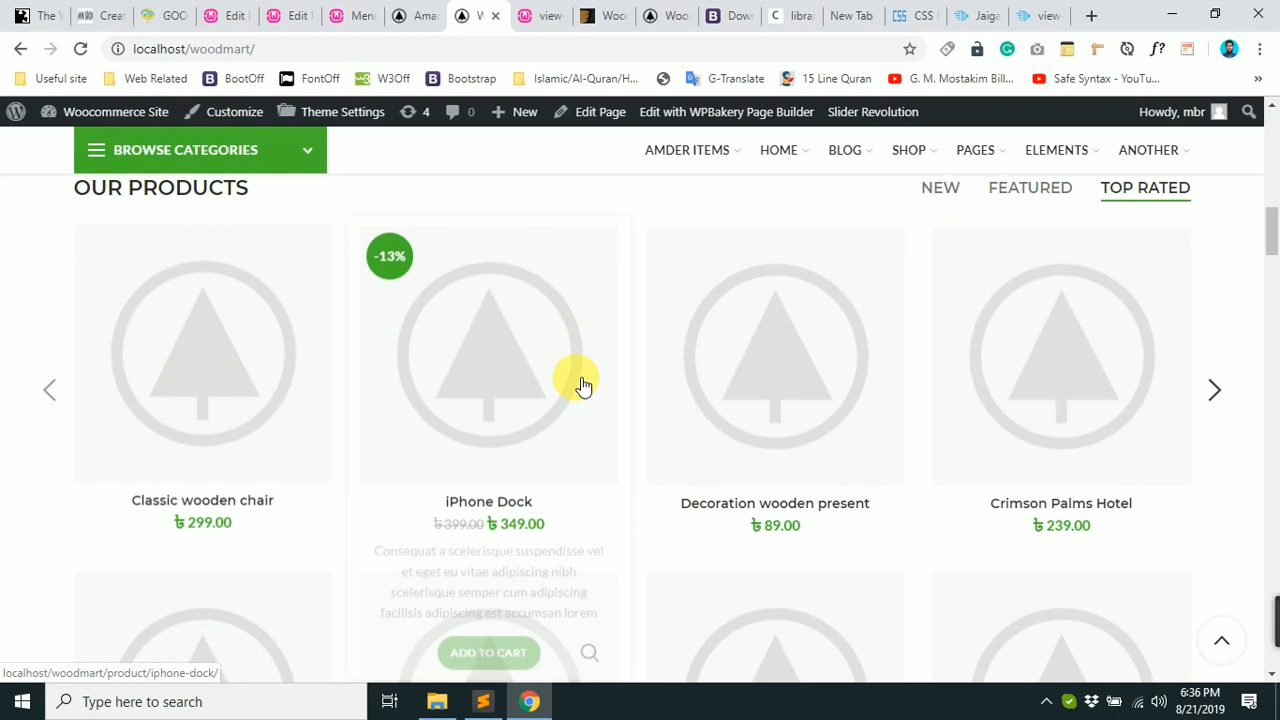 The V
Creat
GOO
Edit F
Edit F
Men
Ama
W
view-
Woo
Woo
Dow
librai
New Tab
CSS
Jaiga
view
localhost/woodmart/
Useful site
Web Related
BootOff
FontOff
W3Off
Bootstrap
Islamic/Al-Quran/H...
G-Translate
15 Line Quran
G. M. Mostakim Bill...
Safe Syntax - YouTu...
Woocommerce Site
Customize
Theme Settings
4
0
New
Edit Page
Edit with WPBakery Page Builder
Slider Revolution
Howdy, mbr
BROWSE CATEGORIES
AMDER ITEMS
HOME
BLOG
SHOP
PAGES
ELEMENTS
ANOTHER
OUR PRODUCTS
NEW
FEATURED
TOP RATED
-13%
Classic wooden chair
৳ 299.00
iPhone Dock
৳ 399.00 ৳ 349.00
Consequat a scelerisque suspendisse vel
et eget eu vitae adipiscing nibh
scelerisque semper cum adipiscing
facilisis adipiscing est accumsan lorem
ADD TO CART
Decoration wooden present
৳ 89.00
Crimson Palms Hotel
৳ 239.00
localhost/woodmart/product/iphone-dock/
Type here to search
6:36 PM
8/21/2019